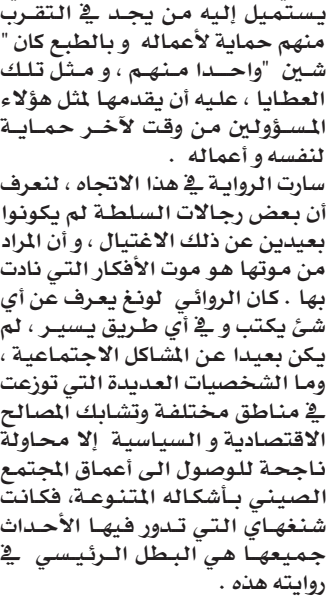 يستميل إليه من يجد في التقرب
منهم حماية لأعماله و بالطبع كان "
شين "واحدا منهم ، و مثل تلك
العطايا ، عليه أن يقدمها لمثل هؤلاء
المسؤولين من وقت لآخر حماية
لنفسه و أعماله .
سارت الرواية في هذا الاتجاه ، لنعرف
أن بعض رجالات السلطة لم يكونوا
بعيدين عن ذلك الاغتيال ، و أن المراد
من موتها هو موت الأفكار التي نادت
بها . كان الروائي لونغ يعرف عن أي
شئ يكتب و في أي طريق يسير ، لم
يكن بعيدا عن المشاكل الاجتماعية ،
وما الشخصيات العديدة التي توزعت
في مناطق مختلفة وتشابك المصالح
الاقتصادية و السياسية إلا محاولة
ناجحة للوصول الى أعماق المجتمع
الصيني بأشكاله المتنوعة، فكانت
شنغهاي التي تدور فيها الأحداث
جميعها هي البطل الرئيسي في
روايته هذه .